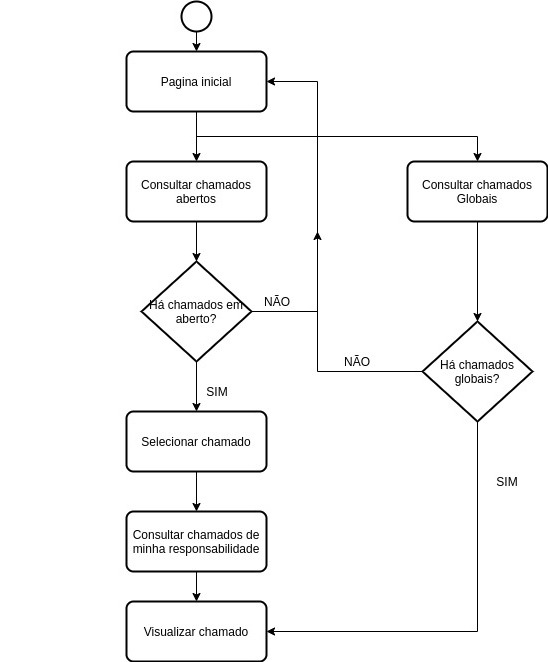 Pagina inicial
Consultar chamados
abertos
Consultar chamados
Globais
Há chamados em
aberto?
NÃO
NÃO
Há chamados
globais?
SIM
Selecionar chamado
SIM
Consultar chamados de
minha responsabilidade
Visualizar chamado